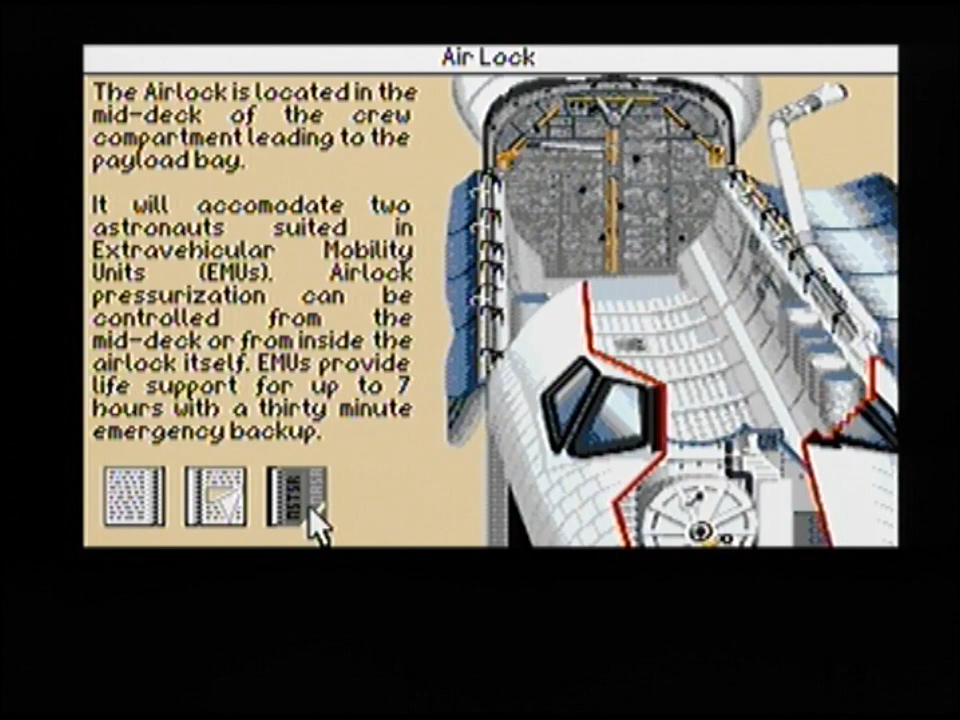 Air Lock
The Airlock is located in the
mid-deck of the crew
compartment leading to the
payload bay.
It will accomodate two
astronauts suited in
Extravehicular Mobility
Units (EMUs). Airlock
pressurization can be
controlled from the
mid-deck or from inside the
airlock itself. EMUs provide
life support for up to 7
hours with a thirty minute
emergency backup.